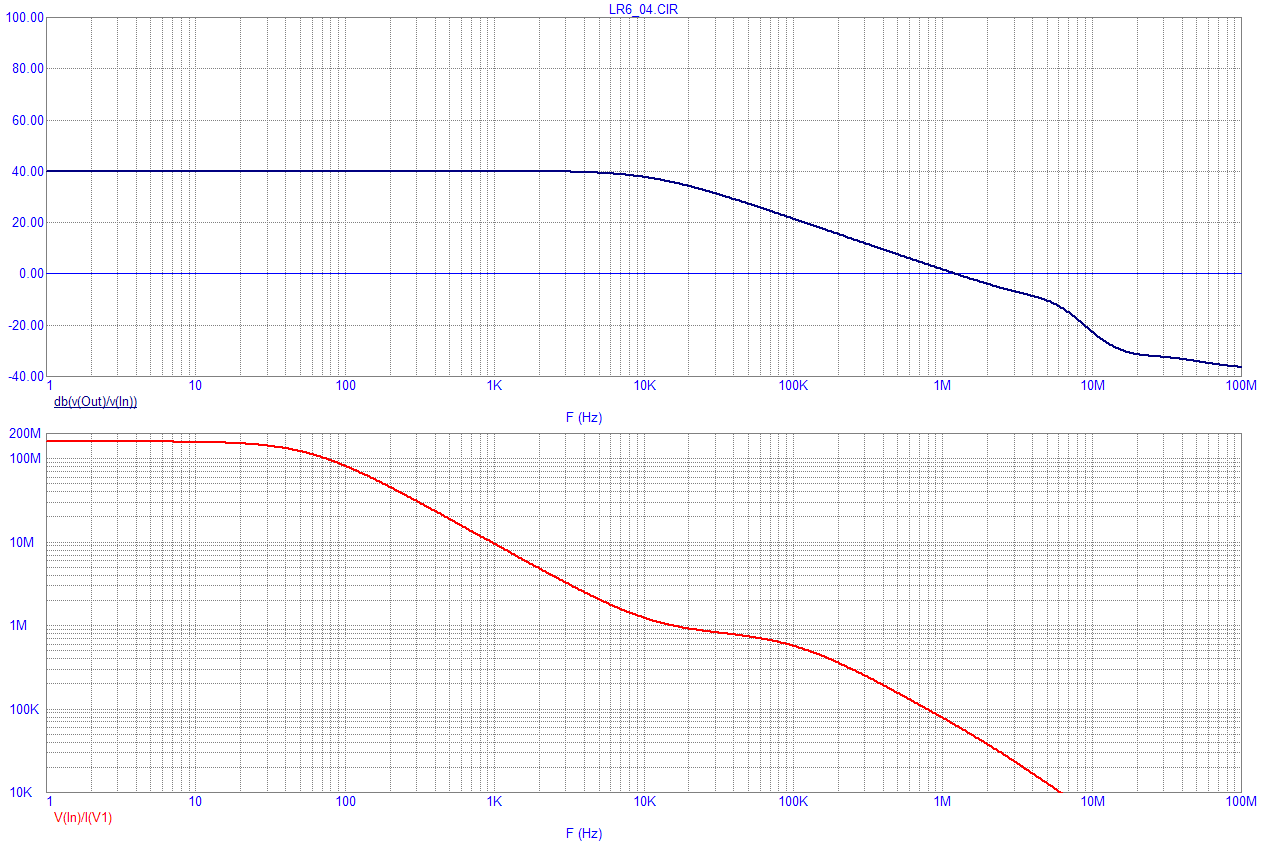 LR6_04.CIR
100.00
80.00
60.00
40.00
20.00
0.00
-20.00
-40.00
1 10 100 1K 10K 100K 1M 10M 100M
db(v(Out)/v(In))
F (Hz)
200M
100M
10M
1M
100K
10K
1 10 100 1K 10K 100K 1M 10M 100M
V(In)/I(V1)
F (Hz)